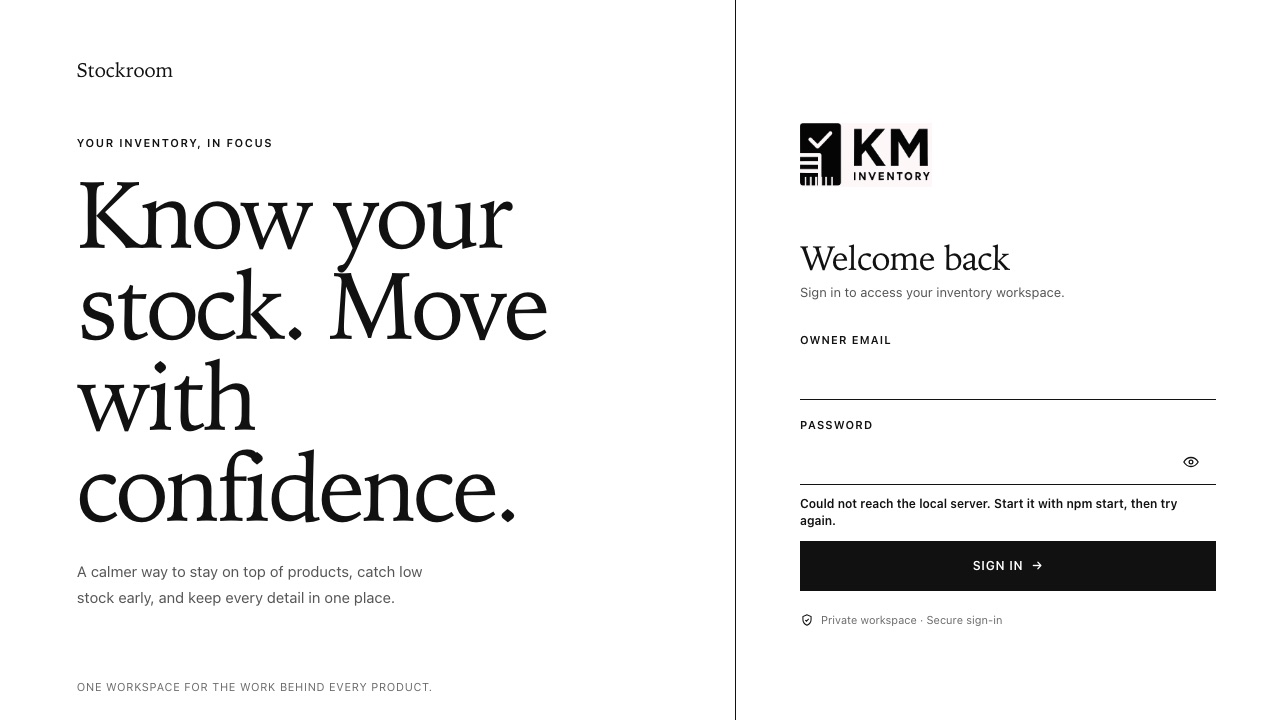 Stockroom
YOUR INVENTORY, IN FOCUS
Know your
stock. Move
with
confidence.
A calmer way to stay on top of products, catch low
stock early, and keep every detail in one place.
ONE WORKSPACE FOR THE WORK BEHIND EVERY PRODUCT.
KM
INVENTORY
Welcome back
Sign in to access your inventory workspace.
OWNER EMAIL
PASSWORD
Could not reach the local server. Start it with npm start, then try
again.
SIGN IN →
Private workspace · Secure sign-in